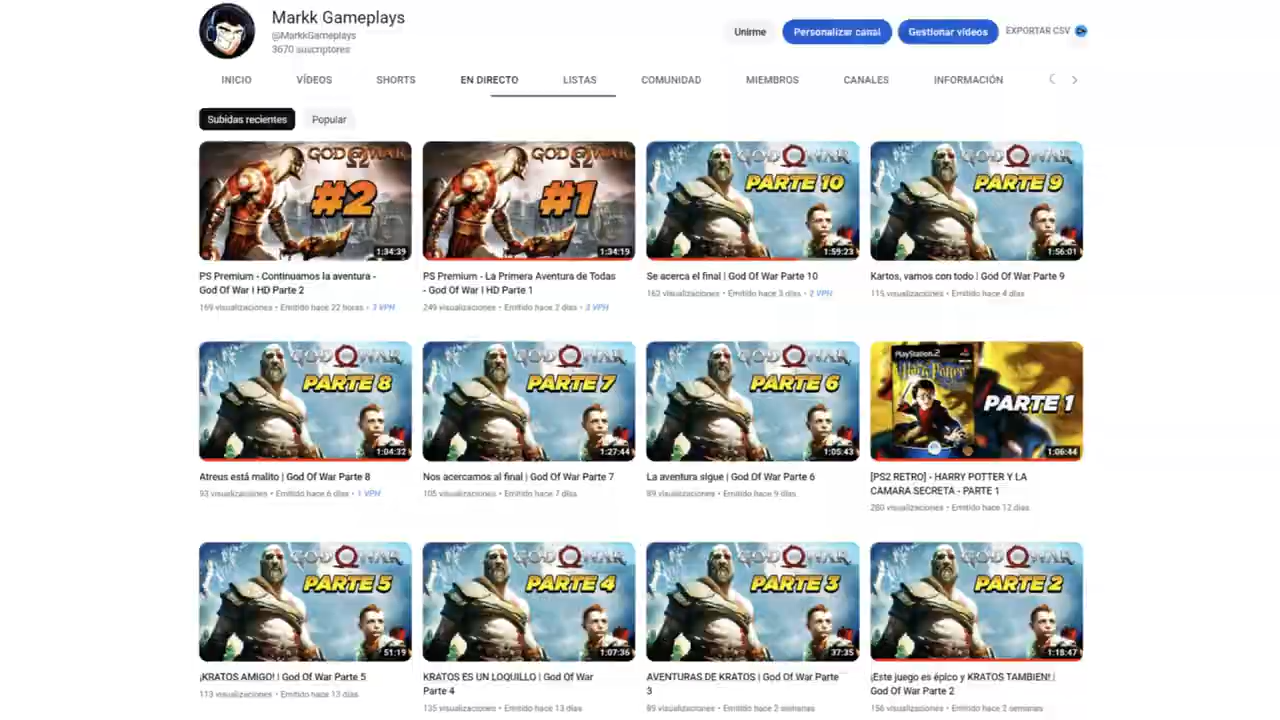 Markk Gameplays
@MarkkGameplays
3670 suscriptores
Unirme
Personalizar canal
Gestionar vídeos
EXPORTAR CSV
INICIO
VÍDEOS
SHORTS
EN DIRECTO
LISTAS
COMUNIDAD
MIEMBROS
CANALES
INFORMACIÓN
Subidas recientes
Popular
GOD OF WAR
#2
1:34:39
GOD OF WAR
#1
1:34:19
GOD OF WAR
PARTE 10
1:59:23
GOD OF WAR
PARTE 9
1:56:01
PS Premium - Continuamos la aventura -
God Of War I HD Parte 2
169 visualizaciones • Emitido hace 22 horas • 7 VPH
PS Premium - La Primera Aventura de Todas
- God Of War I HD Parte 1
249 visualizaciones • Emitido hace 2 días • 3 VPH
Se acerca el final | God Of War Parte 10
162 visualizaciones • Emitido hace 3 días • 2 VPH
Kartos, vamos con todo | God Of War Parte 9
115 visualizaciones • Emitido hace 4 días
GOD OF WAR
PARTE 8
1:04:32
GOD OF WAR
PARTE 7
1:27:44
GOD OF WAR
PARTE 6
1:05:43
PlayStation 2
Harry Potter
PARTE 1
1:06:44
Atreus está malito | God Of War Parte 8
93 visualizaciones • Emitido hace 6 días • 1 VPH
Nos acercamos al final | God Of War Parte 7
105 visualizaciones • Emitido hace 7 días
La aventura sigue | God Of War Parte 6
89 visualizaciones • Emitido hace 9 días
[PS2 RETRO] - HARRY POTTER Y LA
CAMARA SECRETA - PARTE 1
280 visualizaciones • Emitido hace 12 días
GOD OF WAR
PARTE 5
51:19
GOD OF WAR
PARTE 4
1:07:36
GOD OF WAR
PARTE 3
37:35
GOD OF WAR
PARTE 2
1:18:47
¡KRATOS AMIGO! | God Of War Parte 5
113 visualizaciones • Emitido hace 13 días
KRATOS ES UN LOQUILLO | God Of War
Parte 4
135 visualizaciones • Emitido hace 13 días
AVENTURAS DE KRATOS | God Of War Parte
3
89 visualizaciones • Emitido hace 2 semanas
¡Este juego es épico y KRATOS TAMBIEN! |
God Of War Parte 2
156 visualizaciones • Emitido hace 2 semanas